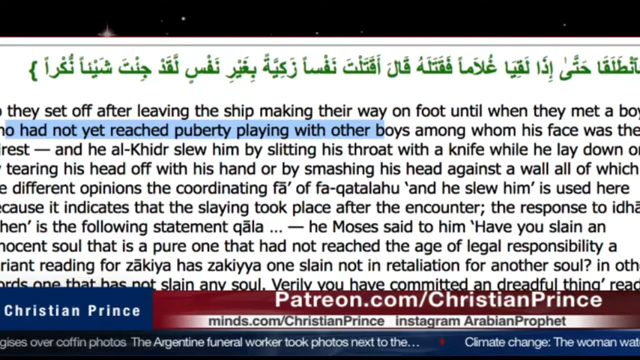 فَٱنْطَلَقَا حَتَّىٰ إِذَا لَقِيَا غُلَاماً فَقَتَلَهُ قَالَ أَقَتَلْتَ نَفْساً زَكِيَّةً بِغَيْرِ نَفْسٍ لَّقَدْ جِئْتَ شَيْئاً نُّكْراً }
o they set off after leaving the ship making their way on foot until when they met a boy
ho had not yet reached puberty playing with other boys among whom his face was the
irest — and he al-Khidr slew him by slitting his throat with a knife while he lay down or
y tearing his head off with his hand or by smashing his head against a wall all of which
e different opinions the coordinating fā’ of fa-qatalahu ‘and he slew him’ is used here
ecause it indicates that the slaying took place after the encounter; the response to idhā
hen’ is the following statement qāla ... — he Moses said to him ‘Have you slain an
nocent soul that is a pure one that had not reached the age of legal responsibility a
ariant reading for zākiya has zakiyya one slain not in retaliation for another soul? in othe
ords one that has not slain any soul. Verily you have committed a dreadful thing’ read
Christian Prince
Patreon.com/ChristianPrince
minds.com/ChristianPrince instagram ArabianProphet
gises over coffin photos The Argentine funeral worker took photos next to the… Climate change: The woman wat